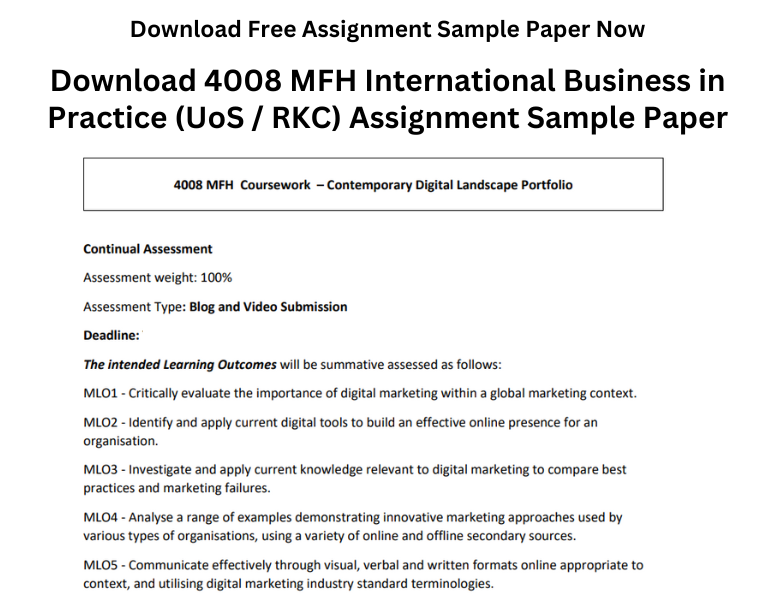 Download Free Assignment Sample Paper Now
Download 4008 MFH International Business in
Practice (UoS / RKC) Assignment Sample Paper
4008 MFH Coursework – Contemporary Digital Landscape Portfolio
Continual Assessment
Assessment weight: 100%
Assessment Type: Blog and Video Submission
Deadline:
The intended Learning Outcomes will be summative assessed as follows:
MLO1 - Critically evaluate the importance of digital marketing within a global marketing context.
MLO2 - Identify and apply current digital tools to build an effective online presence for an
organisation.
MLO3 - Investigate and apply current knowledge relevant to digital marketing to compare best
practices and marketing failures.
MLO4 - Analyse a range of examples demonstrating innovative marketing approaches used by
various types of organisations, using a variety of online and offline secondary sources.
MLO5 - Communicate effectively through visual, verbal and written formats online appropriate to
context, and utilising digital marketing industry standard terminologies.